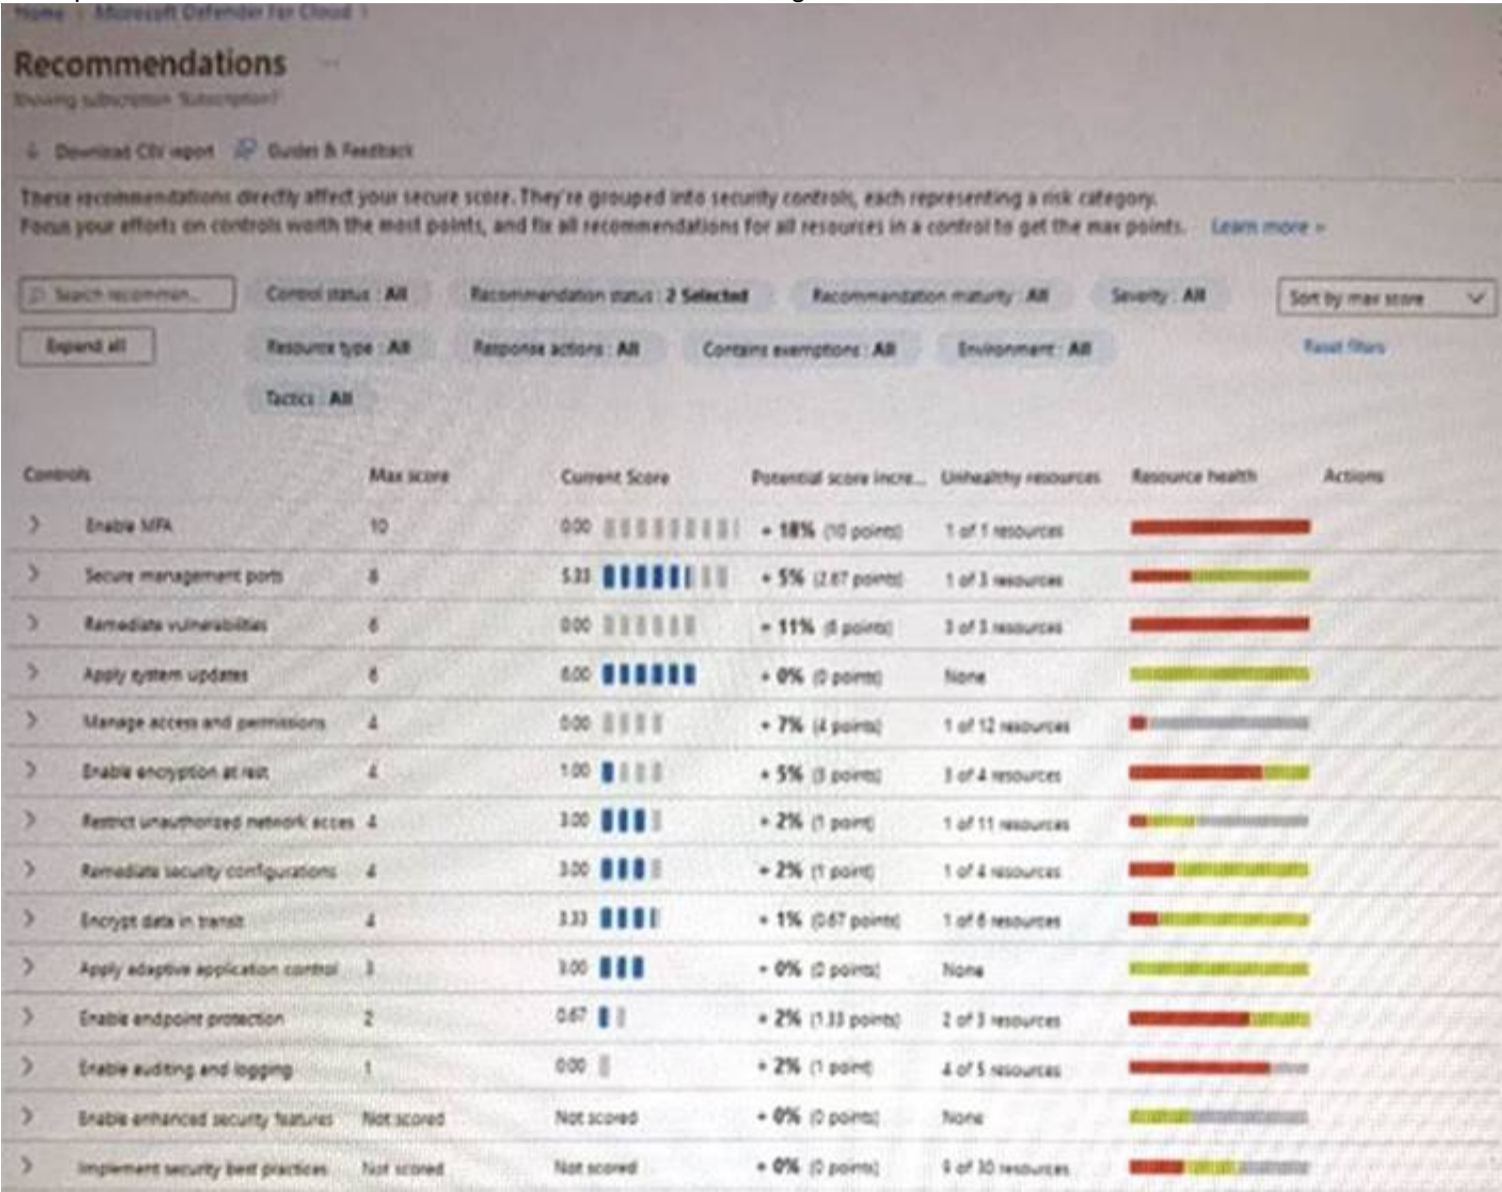 Home > Microsoft Defender for Cloud >
Recommendations ...
Showing subscription 'Subscription1'
Download CSV report Guides & Feedback
These recommendations directly affect your secure score. They're grouped into security controls, each representing a risk category.
Focus your efforts on controls worth the most points, and fix all recommendations for all resources in a control to get the max points. Learn more >
Search recommen... Control status : All Recommendation status : 2 Selected Recommendation maturity : All Severity : All Sort by max score
Expand all Resource type : All Response actions : All Contains exemptions : All Environment : All Reset filters
Tactics : All
Controls Max score Current Score Potential score incre... Unhealthy resources Resource health Actions
> Enable MFA 10 0.00 + 18% (10 points) 1 of 1 resources
> Secure management ports 8 5.33 + 5% (2.67 points) 1 of 3 resources
> Remediate vulnerabilities 6 0.00 + 11% (6 points) 3 of 3 resources
> Apply system updates 6 6.00 + 0% (0 points) None
> Manage access and permissions 4 0.00 + 7% (4 points) 1 of 12 resources
> Enable encryption at rest 4 1.00 + 5% (3 points) 3 of 4 resources
> Restrict unauthorized network acces 4 3.00 + 2% (1 point) 1 of 11 resources
> Remediate security configurations 4 3.00 + 2% (1 point) 1 of 4 resources
> Encrypt data in transit 4 3.33 + 1% (0.67 points) 1 of 6 resources
> Apply adaptive application control 3 3.00 + 0% (0 points) None
> Enable endpoint protection 2 0.67 + 2% (1.33 points) 2 of 3 resources
> Enable auditing and logging 1 0.00 + 2% (1 point) 4 of 5 resources
> Enable enhanced security features Not scored Not scored + 0% (0 points) None
> Implement security best practices Not scored Not scored + 0% (0 points) 9 of 30 resources